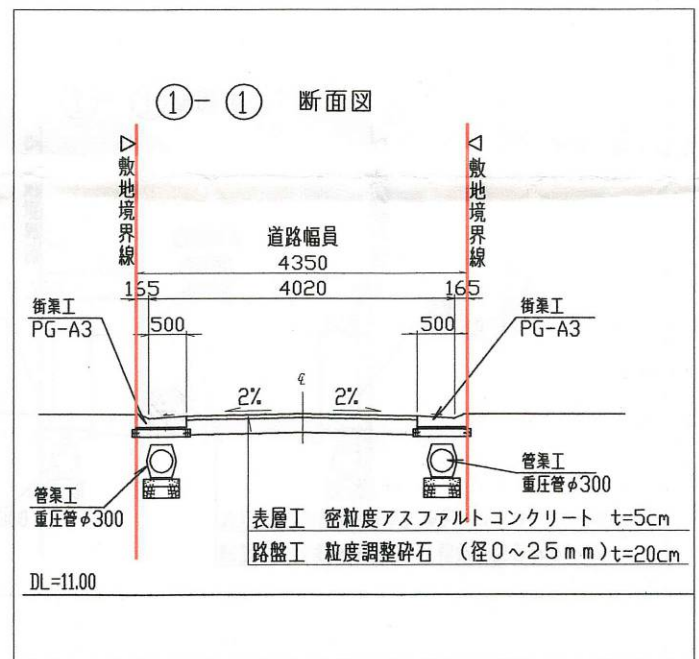 ①-① 断面図
敷地境界線
敷地境界線
道路幅員
4350
165
4020
165
街渠工
PG-A3
500
500
街渠工
PG-A3
℄
2%
2%
管渠工
重圧管φ300
管渠工
重圧管φ300
表層工 密粒度アスファルトコンクリート t=5cm
路盤工 粒度調整砕石 (径0~25mm)t=20cm
DL=11.00